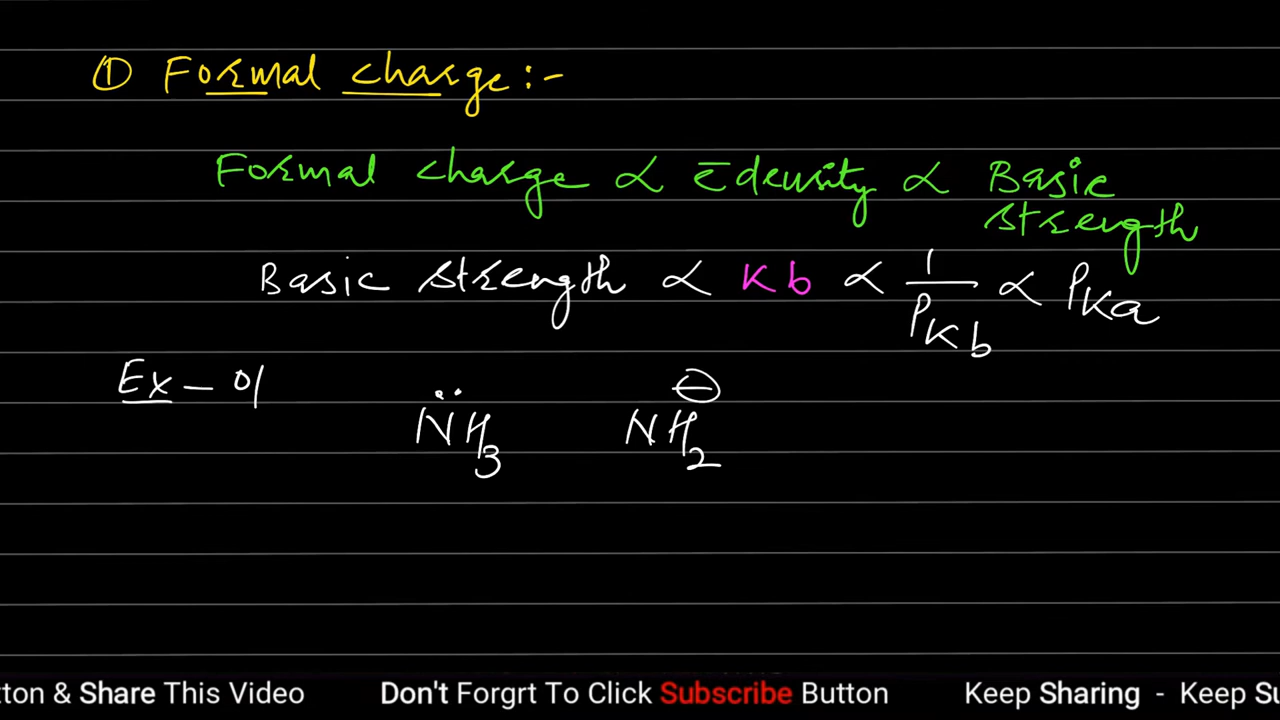 ① Formal charge :-
Formal charge ∝ e̅ density ∝ Basic strength
Basic strength ∝ Kb ∝ 1/PKb ∝ PKa
Ex - 01 N̈H₃ NH₂⊖
tton & Share This Video Don't Forgrt To Click Subscribe Button Keep Sharing - Keep Su